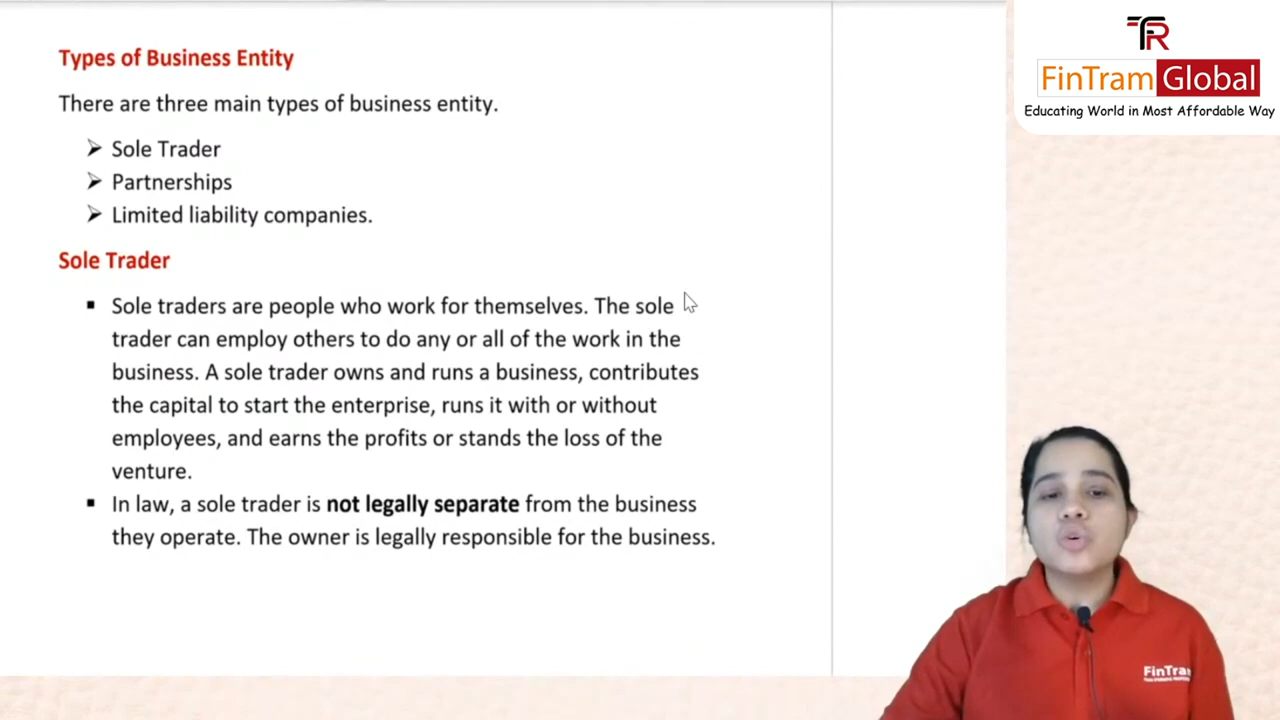 Types of Business Entity
There are three main types of business entity.
➢ Sole Trader
➢ Partnerships
➢ Limited liability companies.
Sole Trader
▪ Sole traders are people who work for themselves. The sole
trader can employ others to do any or all of the work in the
business. A sole trader owns and runs a business, contributes
the capital to start the enterprise, runs it with or without
employees, and earns the profits or stands the loss of the
venture.
▪ In law, a sole trader is not legally separate from the business
they operate. The owner is legally responsible for the business.
TR
FinTram Global
Educating World in Most Affordable Way
FinTra